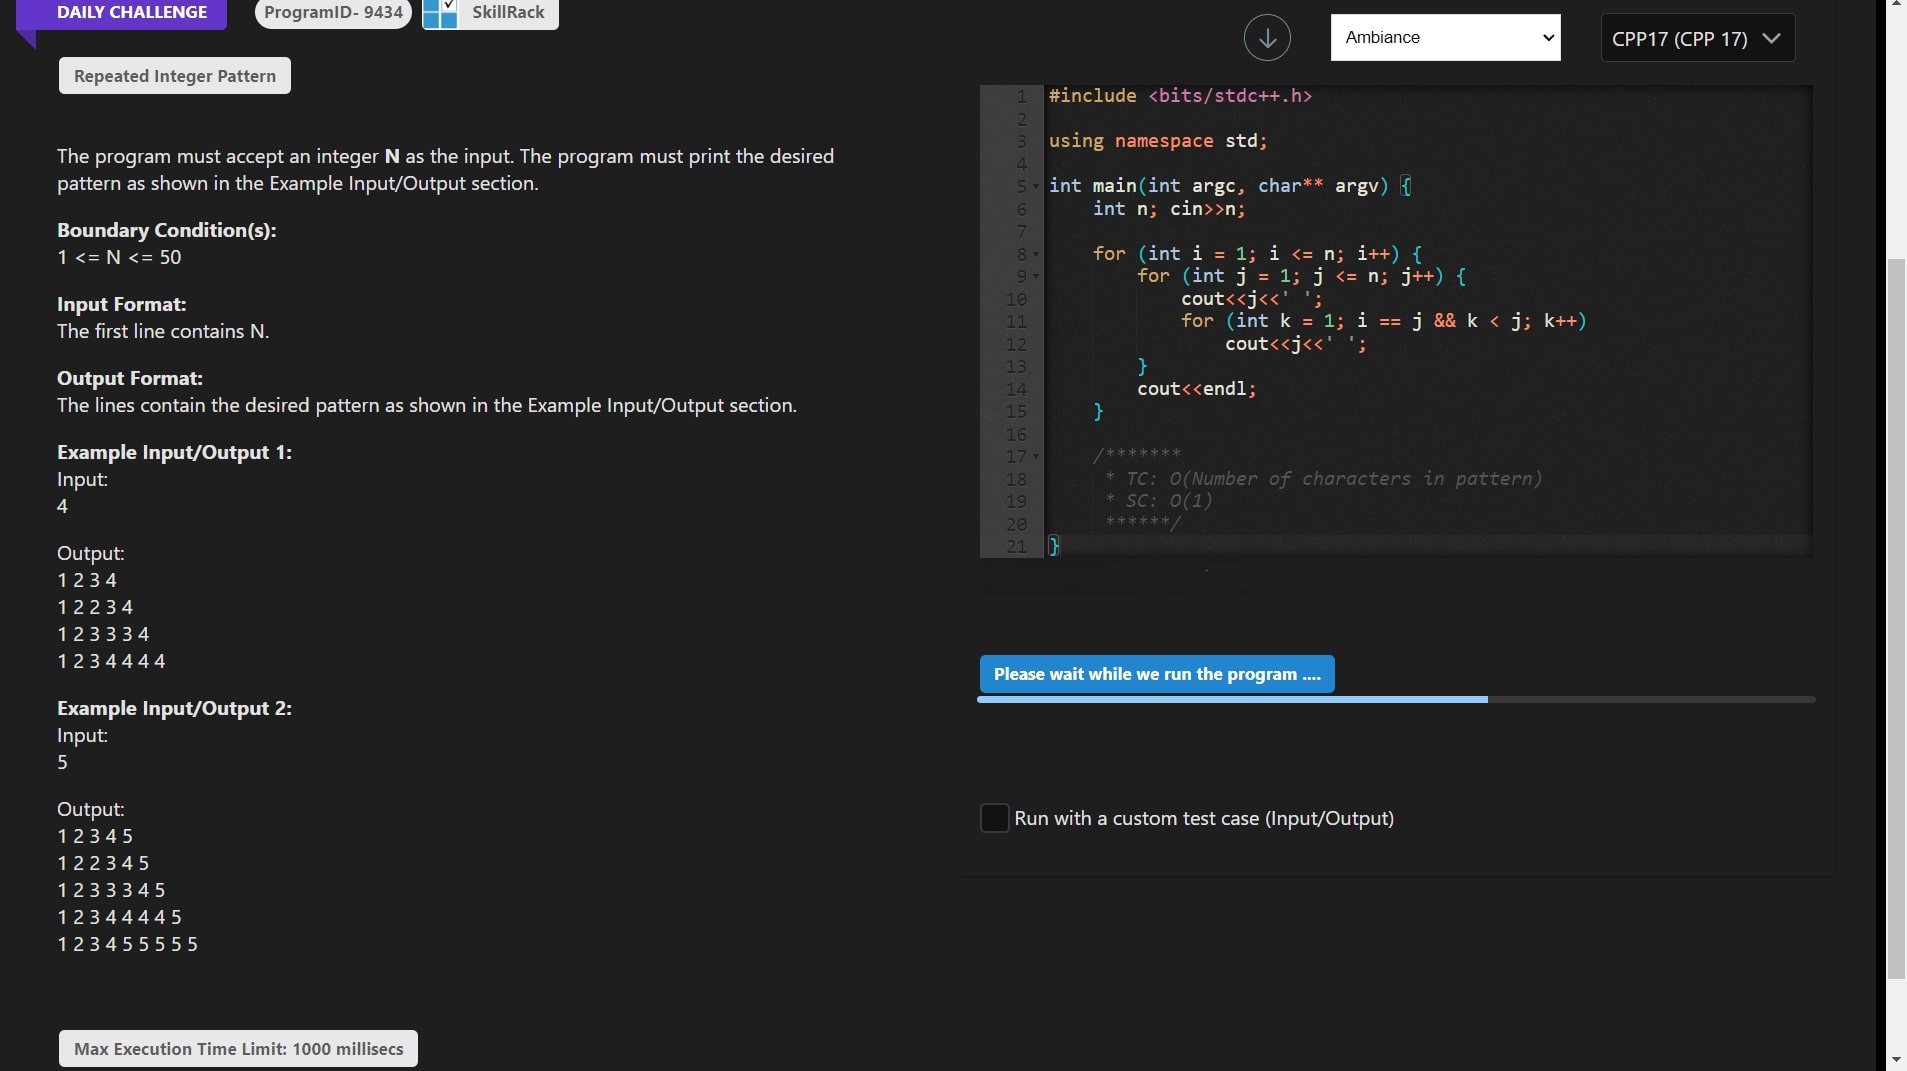 DAILY CHALLENGE
ProgramID- 9434
SkillRack
Repeated Integer Pattern
The program must accept an integer N as the input. The program must print the desired
pattern as shown in the Example Input/Output section.
Boundary Condition(s):
1 <= N <= 50
Input Format:
The first line contains N.
Output Format:
The lines contain the desired pattern as shown in the Example Input/Output section.
Example Input/Output 1:
Input:
4
Output:
1 2 3 4
1 2 2 3 4
1 2 3 3 3 4
1 2 3 4 4 4 4
Example Input/Output 2:
Input:
5
Output:
1 2 3 4 5
1 2 2 3 4 5
1 2 3 3 3 4 5
1 2 3 4 4 4 4 5
1 2 3 4 5 5 5 5 5
Max Execution Time Limit: 1000 millisecs
Ambiance
CPP17 (CPP 17)
1 #include <bits/stdc++.h>
2
3 using namespace std;
4
5 int main(int argc, char** argv) {
6     int n; cin>>n;
7
8     for (int i = 1; i <= n; i++) {
9         for (int j = 1; j <= n; j++) {
10             cout<<j<<' ';
11             for (int k = 1; i == j && k < j; k++)
12                 cout<<j<<' ';
13         }
14         cout<<endl;
15     }
16
17     /*******
18      * TC: O(Number of characters in pattern)
19      * SC: O(1)
20      ******/
21 }
Please wait while we run the program ....
Run with a custom test case (Input/Output)